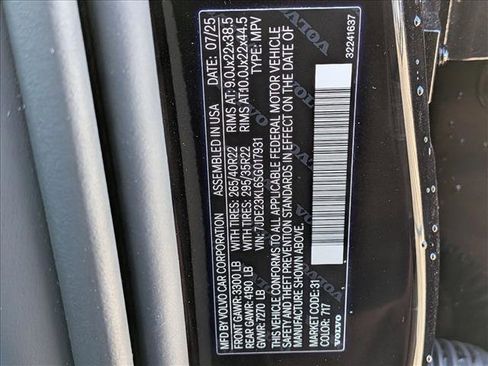 ASSEMBLED IN USA DATE: 07/25
MFD BY VOLVO CAR CORPORATION
FRONT GAWR: 3300 LB WITH TIRES: 265/40R22 RIMS AT: 9.0Jx22x38.5
REAR GAWR: 4190 LB WITH TIRES: 295/35R22 RIMS AT: 10.0Jx22x44.5
GVWR: 7210 LB VIN: 7JDEZ3KL6SG017931 TYPE: MPV
THIS VEHICLE CONFORMS TO ALL APPLICABLE FEDERAL MOTOR VEHICLE
SAFETY AND THEFT PREVENTION STANDARDS IN EFFECT ON THE DATE OF
MANUFACTURE SHOWN ABOVE.
MARKET CODE: 31
COLOR: 717
VOLVO
32241637
VOLVO